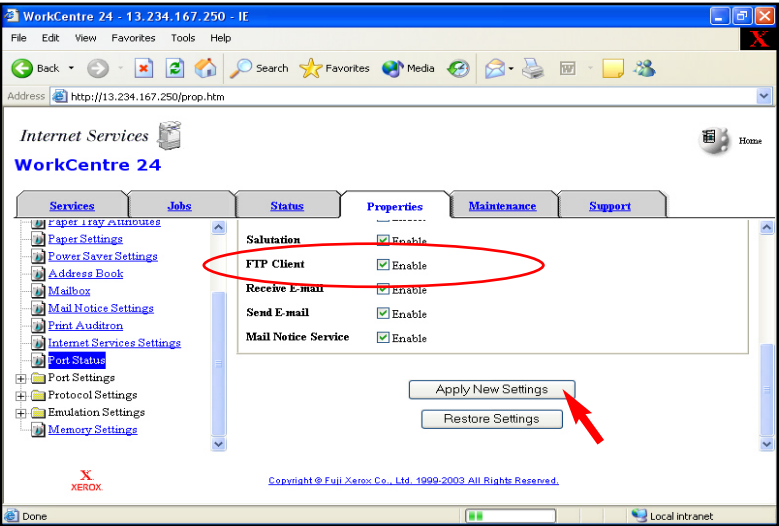 WorkCentre 24 - 13.234.167.250 - IE
File Edit View Favorites Tools Help
X
Back Search Favorites Media W
Address http://13.234.167.250/prop.htm
Internet Services
Home
WorkCentre 24
Services Jobs Status Properties Maintenance Support
Paper Tray Attributes
Paper Settings
Power Saver Settings
Address Book
Mailbox
Mail Notice Settings
Print Auditron
Internet Services Settings
Port Status
Port Settings
Protocol Settings
Emulation Settings
Memory Settings
Salutation Enable
FTP Client Enable
Receive E-mail Enable
Send E-mail Enable
Mail Notice Service Enable
Apply New Settings
Restore Settings
X
XEROX
Copyright © Fuji Xerox Co., Ltd. 1999-2003 All Rights Reserved.
Done Local intranet